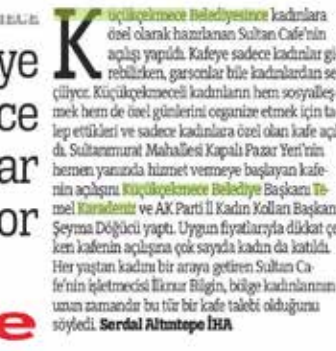 ye
ce
ar
or
e
Küçükçekmece Belediyesince kadınlara
özel olarak hazırlanan Sultan Cafe'nin
açılışı yapıldı. Kafeye sadece kadınlar gi
rebilirken, garsonlar bile kadınlardan se
çiliyor. Küçükçekmeceli kadınların hem sosyalleş
mek hem de özel günlerini organize etmek için ta
lep ettikleri ve sadece kadınlara özel olan kafe aç
dı. Sultanmurat Mahallesi Kapalı Pazar Yeri'nin
hemen yanında hizmet vermeye başlayan kafe-
nin açılışını Küçükçekmece Belediye Başkanı Te
mel Karadeniz ve AK Parti İl Kadın Kolları Başkan
Şeyma Döğücü yaptı. Uygun fiyatlarıyla dikkat çe
ken kafenin açılışına çok sayıda kadın da katıldı.
Her yaştan kadını bir araya getiren Sultan Ca-
fe'nin işletmecisi İlknur Bilgin, bölge kadınlarının
uzun zamandır bu tür bir kafe talebi olduğunu
söyledi. Serdal Altıntepe İHA